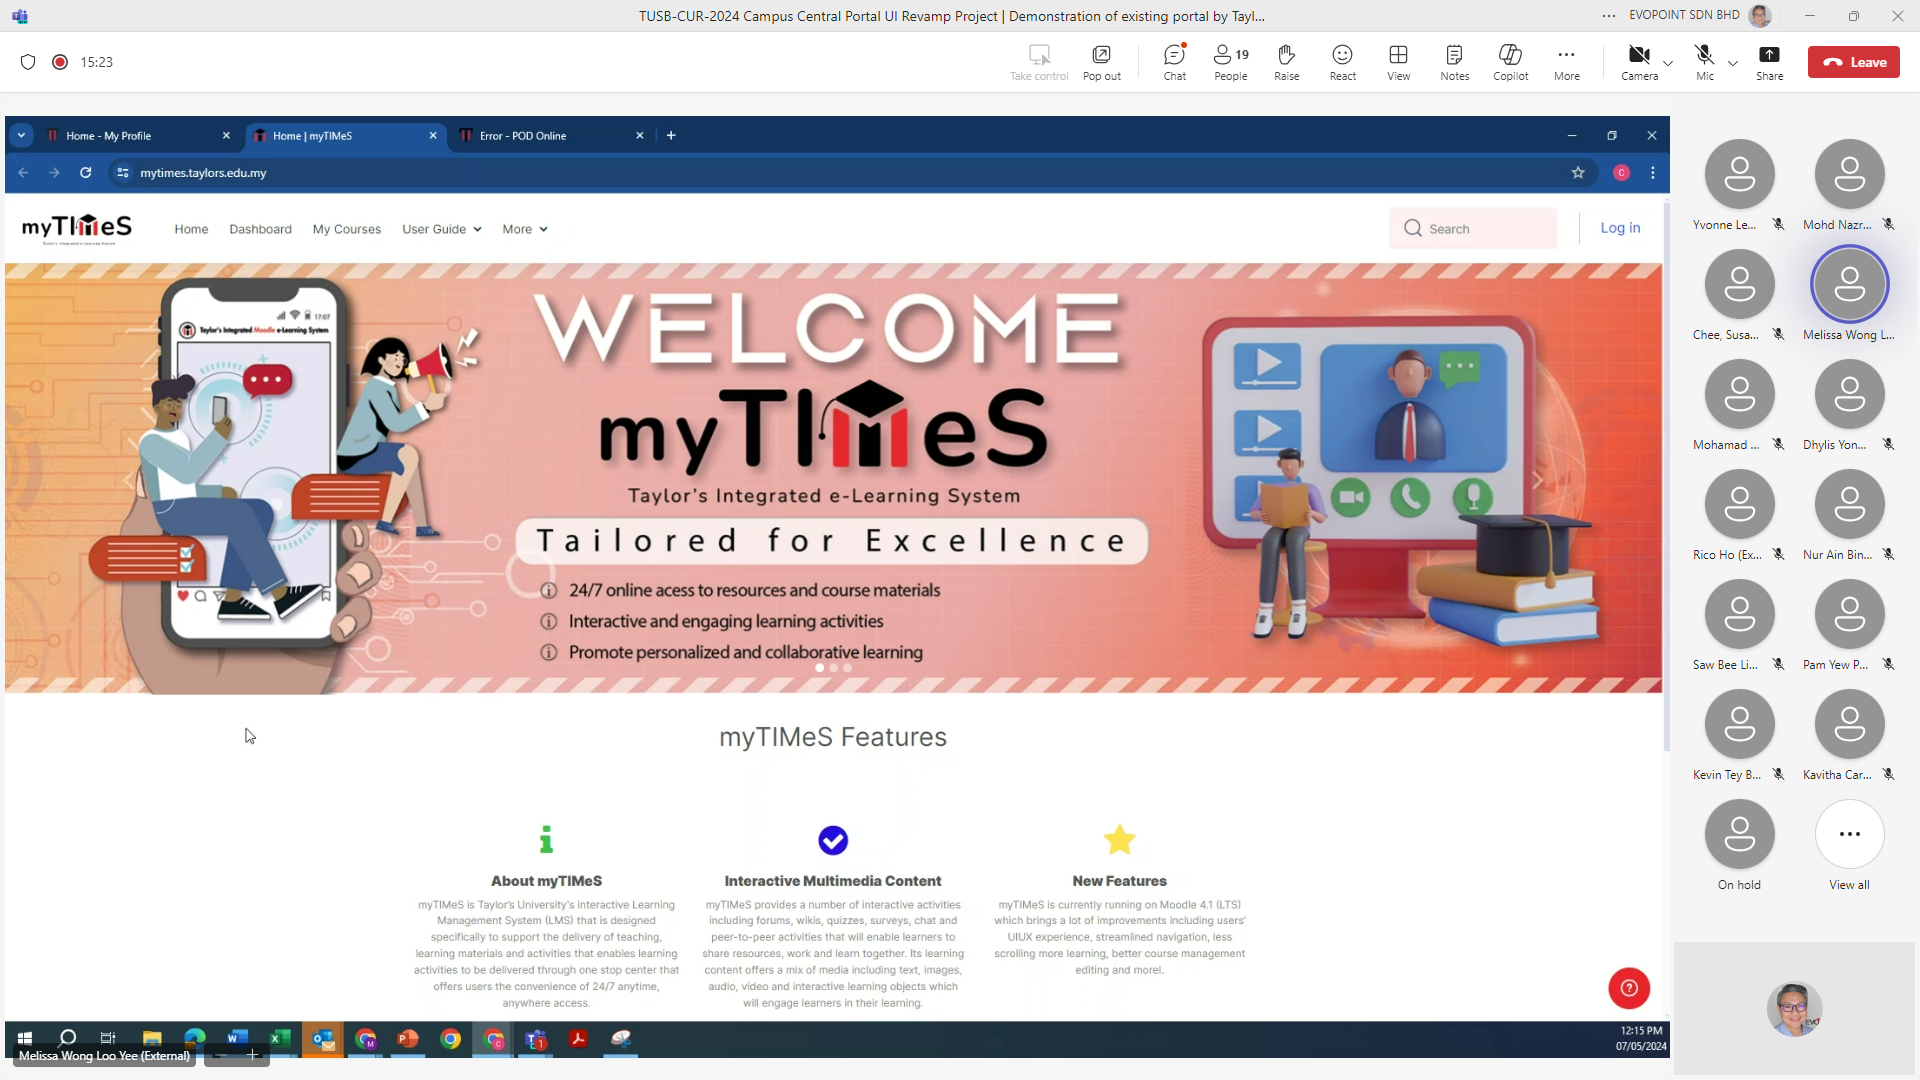 TUSB-CUR-2024 Campus Central Portal UI Revamp Project | Demonstration of existing portal by Tayl...
EVOPOINT SDN BHD
15:23
Take control
Pop out
Chat
19
People
Raise
React
View
Notes
Copilot
More
Camera
Mic
Share
Leave
Home - My Profile
Home | myTIMeS
Error - POD Online
mytimes.taylors.edu.my
C
myTIMeS
Taylor's Integrated e-Learning System
Home
Dashboard
My Courses
User Guide
More
Search
Log in
17:07
Taylor's Integrated Moodle e-Learning System
WELCOME
myTIMeS
Taylor's Integrated e-Learning System
Tailored for Excellence
24/7 online acess to resources and course materials
Interactive and engaging learning activities
Promote personalized and collaborative learning
myTIMeS Features
About myTIMeS
myTIMeS is Taylor's University's interactive Learning
Management System (LMS) that is designed
specifically to support the delivery of teaching,
learning materials and activities that enables learning
activities to be delivered through one stop center that
offers users the convenience of 24/7 anytime,
anywhere access.
Interactive Multimedia Content
myTIMeS provides a number of interactive activities
including forums, wikis, quizzes, surveys, chat and
peer-to-peer activities that will enable learners to
share resources, work and learn together. Its learning
content offers a mix of media including text, images,
audio, video and interactive learning objects which
will engage learners in their learning.
New Features
myTIMeS is currently running on Moodle 4.1 (LTS)
which brings a lot of improvements including users'
UIUX experience, streamlined navigation, less
scrolling more learning, better course management
editing and more!.
Yvonne Le...
Mohd Nazr...
Chee, Susa...
Melissa Wong L...
Mohamad ...
Dhylis Yon...
Rico Ho (Ex...
Nur Ain Bin...
Saw Bee Li...
Pam Yew P...
Kevin Tey B...
Kavitha Car...
On hold
View all
EVO
12:15 PM
07/05/2024
Melissa Wong Loo Yee (External)